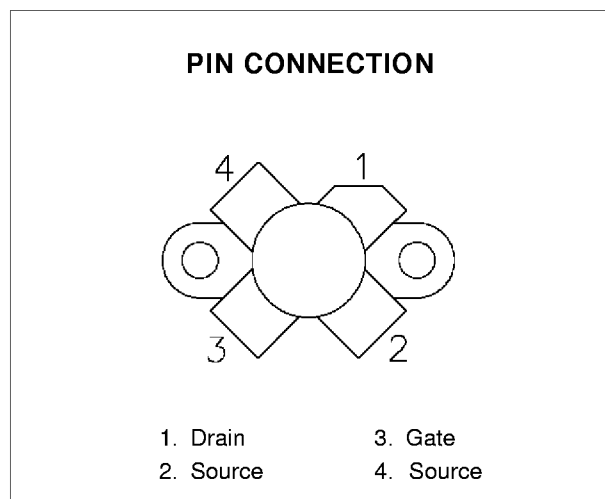 PIN CONNECTION
4 1
3 2
1. Drain 3. Gate
2. Source 4. Source